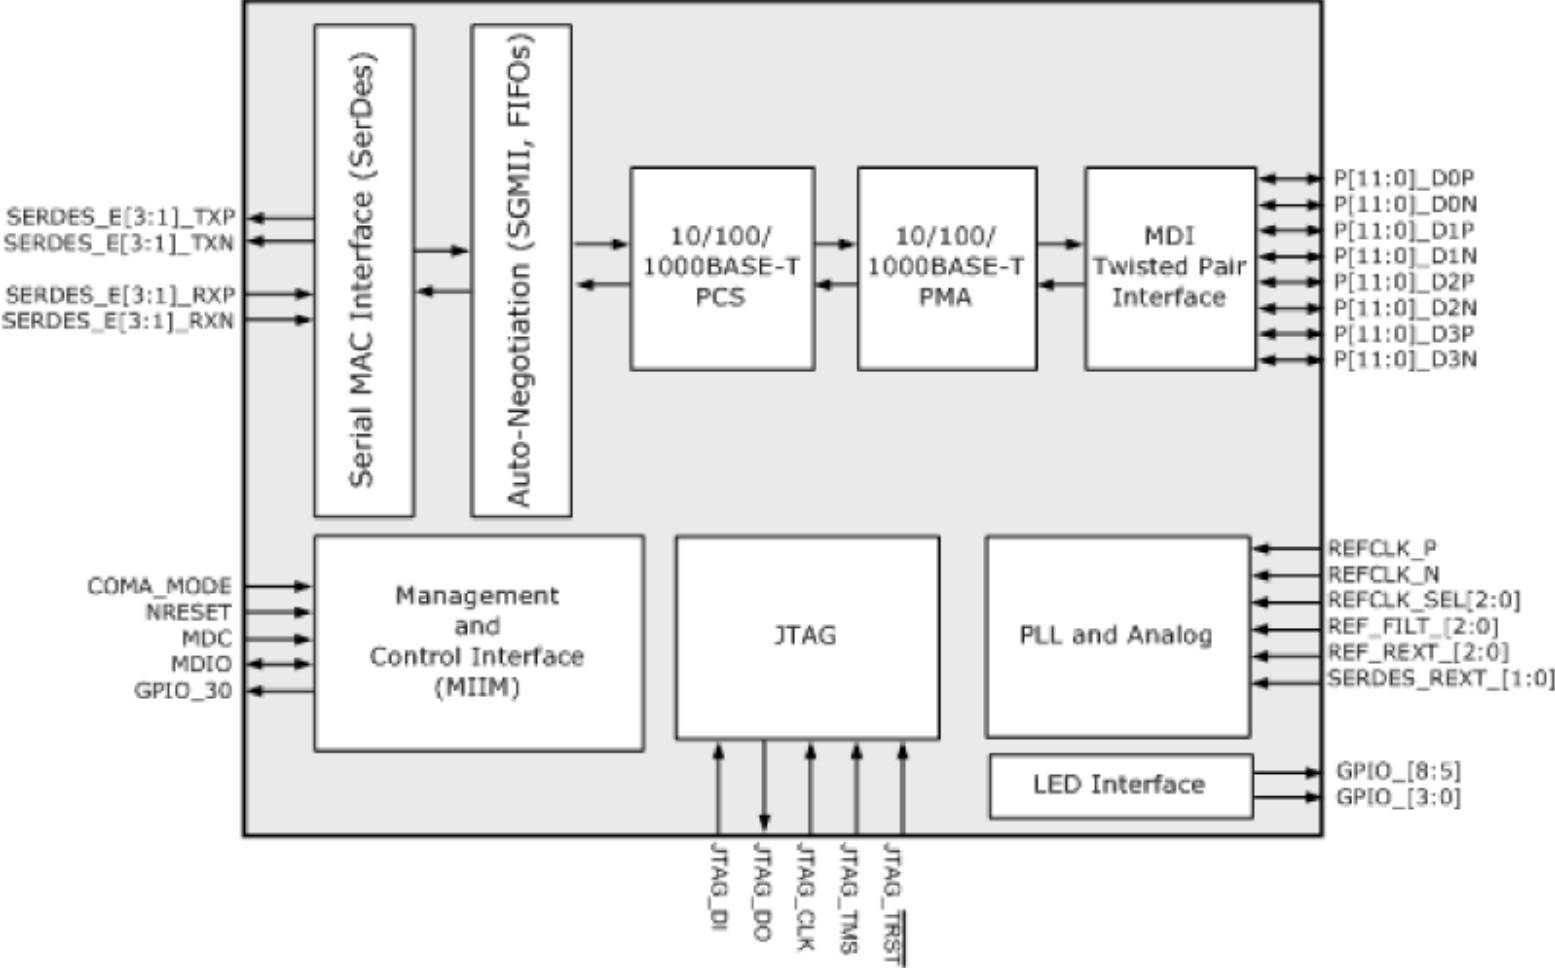 Serial MAC Interface (SerDes)
Auto-Negotiation (SGMII, FIFOs)
SERDES_E[3:1]_TXP
SERDES_E[3:1]_TXN
SERDES_E[3:1]_RXP
SERDES_E[3:1]_RXN
10/100/
1000BASE-T
PCS
10/100/
1000BASE-T
PMA
MDI
Twisted Pair
Interface
P[11:0]_D0P
P[11:0]_D0N
P[11:0]_D1P
P[11:0]_D1N
P[11:0]_D2P
P[11:0]_D2N
P[11:0]_D3P
P[11:0]_D3N
COMA_MODE
NRESET
MDC
MDIO
GPIO_30
Management
and
Control Interface
(MIIM)
JTAG
PLL and Analog
REFCLK_P
REFCLK_N
REFCLK_SEL[2:0]
REF_FILT_[2:0]
REF_REXT_[2:0]
SERDES_REXT_[1:0]
LED Interface
GPIO_[8:5]
GPIO_[3:0]
JTAG_DI
JTAG_DO
JTAG_CLK
JTAG_TMS
JTAG_TRST